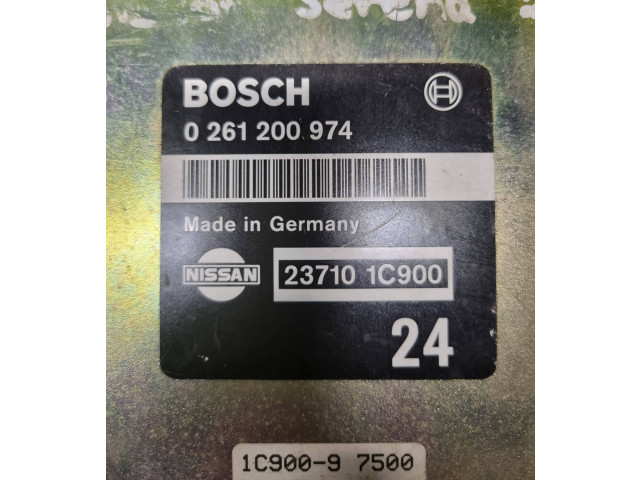 Serena
BOSCH
0 261 200 974
Made in Germany
NISSAN
23710 1C900
24
1C900-9 7500